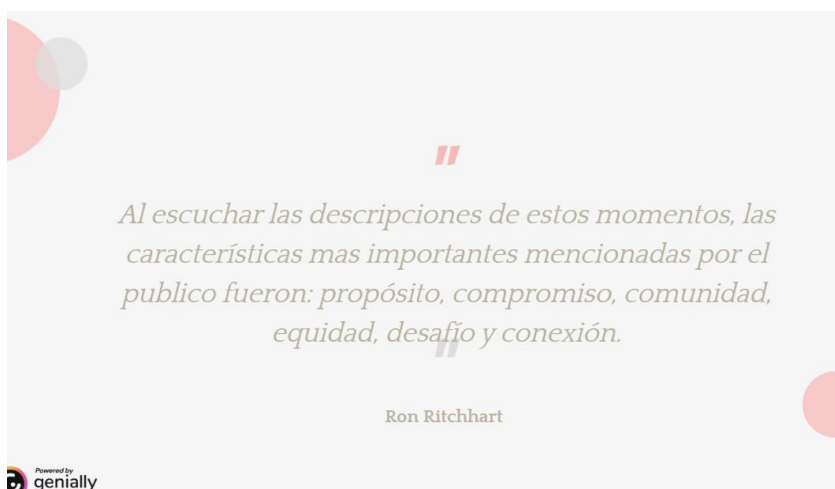 "
Al escuchar las descripciones de estos momentos, las
características mas importantes mencionadas por el
publico fueron: propósito, compromiso, comunidad,
equidad, desafío y conexión.
"
Ron Ritchhart
Powered by
genially